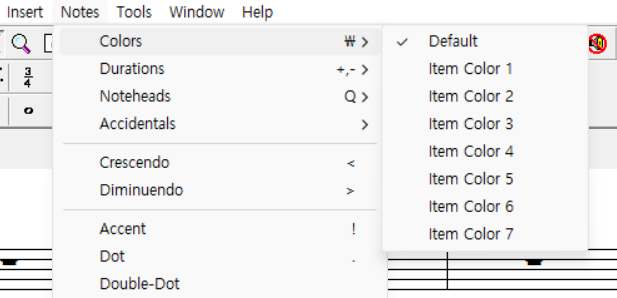 Insert Notes Tools Window Help
Colors ₩ >
Durations +,- >
Noteheads Q >
Accidentals >
Crescendo <
Diminuendo >
Accent !
Dot .
Double-Dot
✓ Default
Item Color 1
Item Color 2
Item Color 3
Item Color 4
Item Color 5
Item Color 6
Item Color 7
3
4